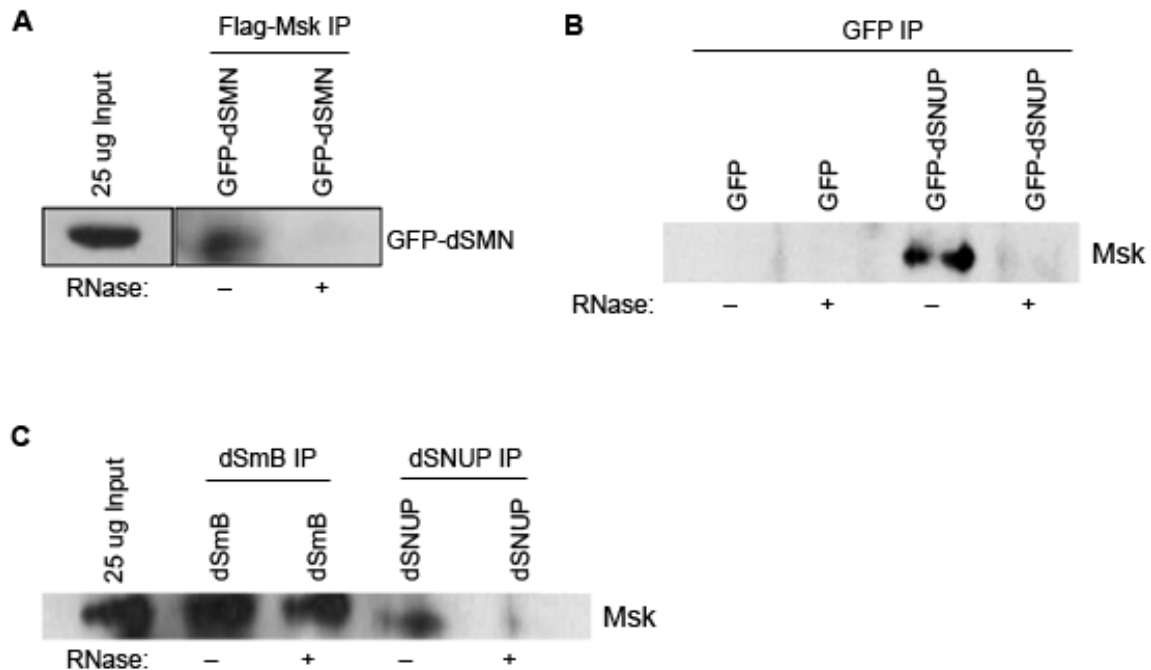 A
Flag-Msk IP
25 ug Input
GFP-dSMN
GFP-dSMN
GFP-dSMN
RNase: – +
B
GFP IP
GFP
GFP
GFP-dSNUP
GFP-dSNUP
Msk
RNase: – + – +
C
dSmB IP dSNUP IP
25 ug Input
dSmB
dSmB
dSNUP
dSNUP
Msk
RNase: – + – +